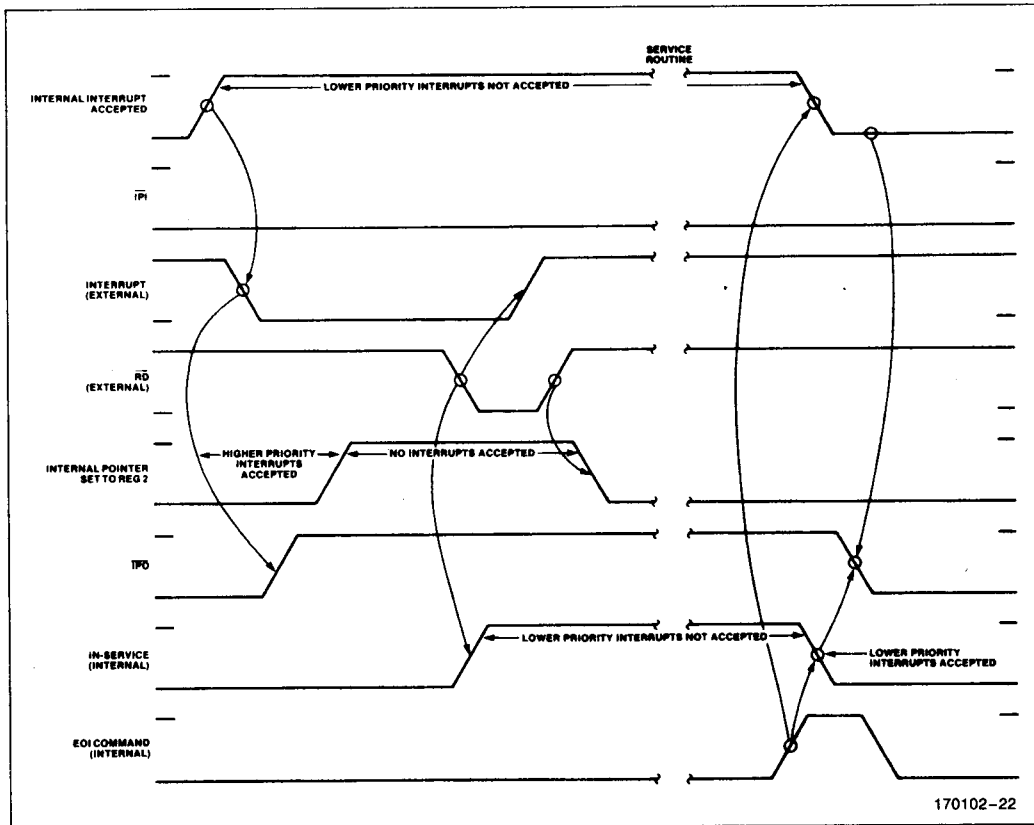 SERVICE
ROUTINE
LOWER PRIORITY INTERRUPTS NOT ACCEPTED
INTERNAL INTERRUPT
ACCEPTED
IPI
INTERRUPT
(EXTERNAL)
RD
(EXTERNAL)
HIGHER PRIORITY
INTERRUPTS
ACCEPTED
NO INTERRUPTS ACCEPTED
INTERNAL POINTER
SET TO REG 2
IPO
LOWER PRIORITY INTERRUPTS NOT ACCEPTED
IN-SERVICE
(INTERNAL)
LOWER PRIORITY
INTERRUPTS ACCEPTED
EOI COMMAND
(INTERNAL)
170102-22